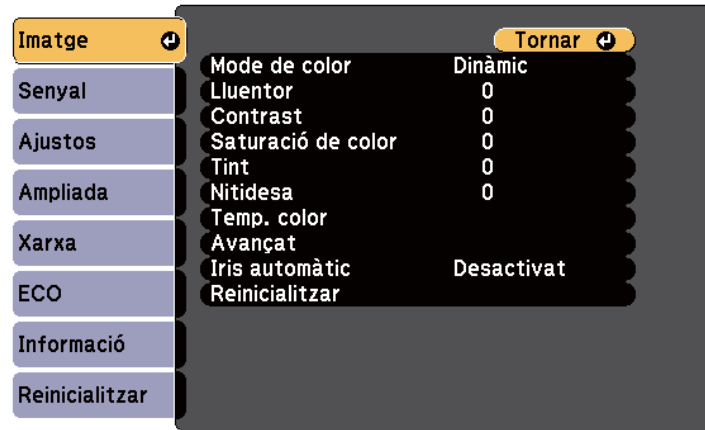 Imatge
Senyal
Ajustos
Ampliada
Xarxa
ECO
Informació
Reinicialitzar
Tornar
Mode de color Dinàmic
Lluentor 0
Contrast 0
Saturació de color 0
Tint 0
Nitidesa 0
Temp. color
Avançat
Iris automàtic Desactivat
Reinicialitzar